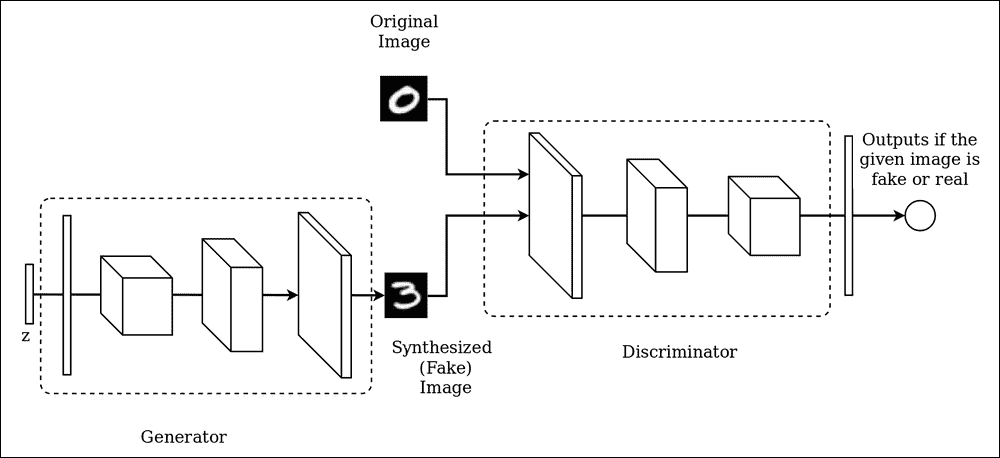 Original
Image
0
Outputs if the
given image is
fake or real
z
3
Synthesized
(Fake)
Image
Discriminator
Generator